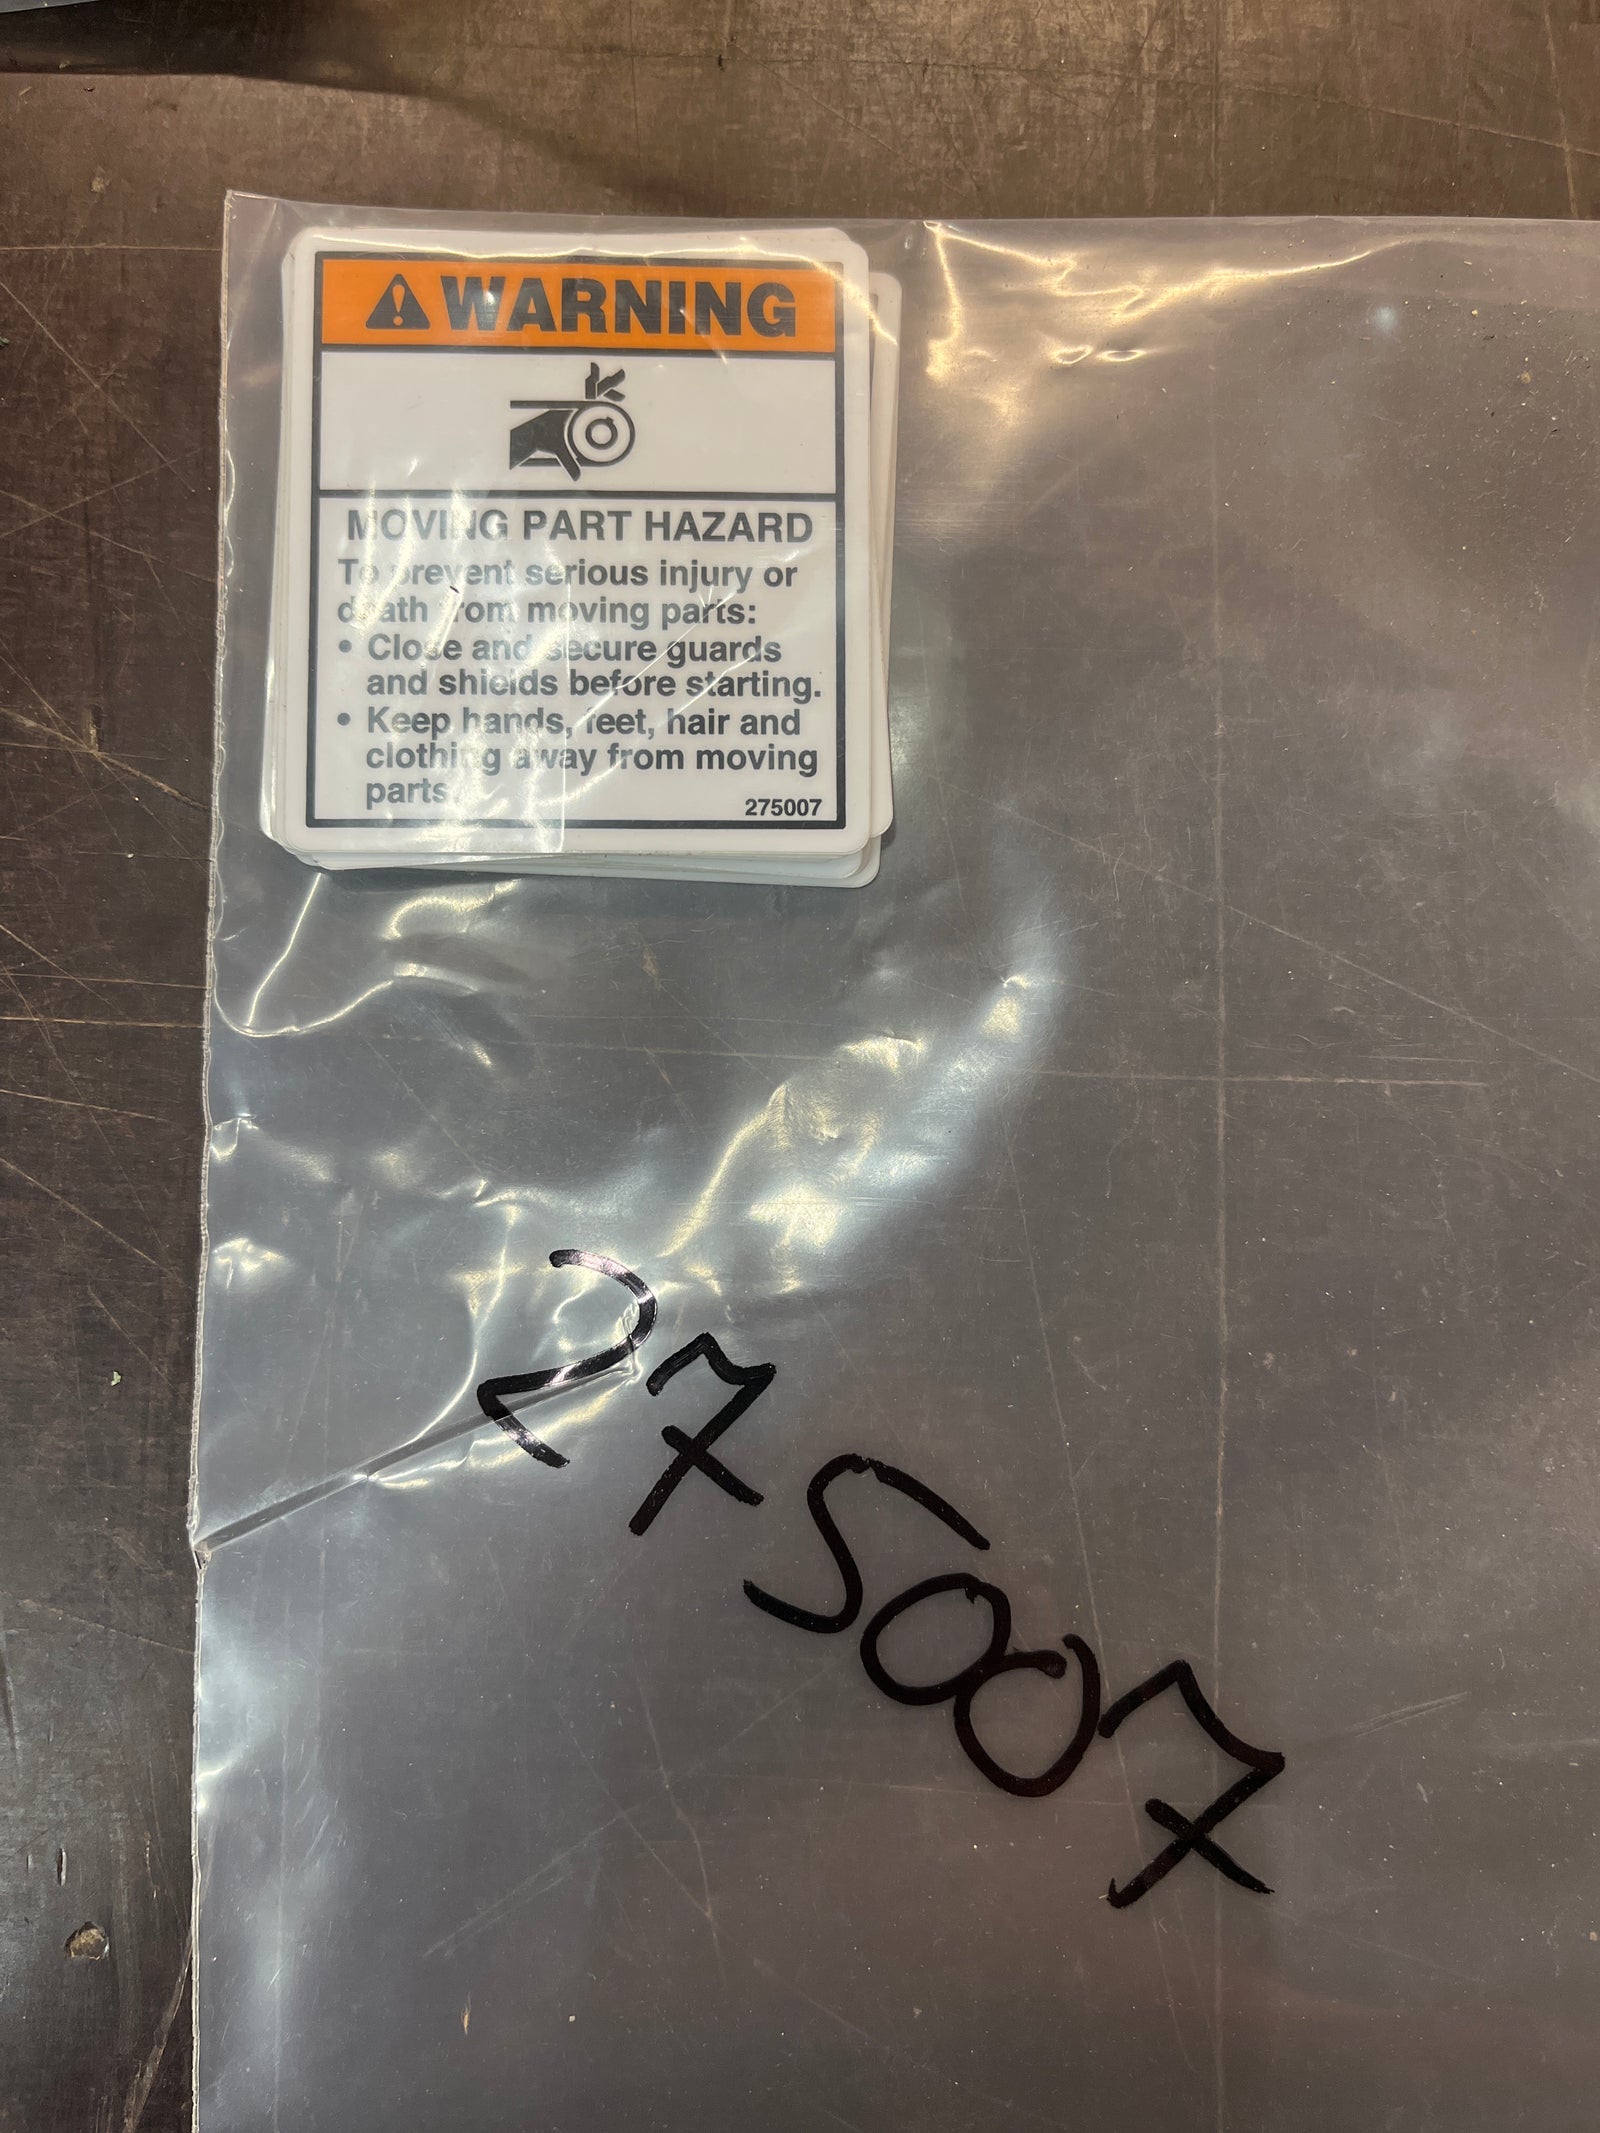 WARNING
MOVING PART HAZARD
To prevent serious injury or
death from moving parts:
• Close and secure guards
and shields before starting.
• Keep hands, feet, hair and
clothing away from moving
parts.
275007
275007